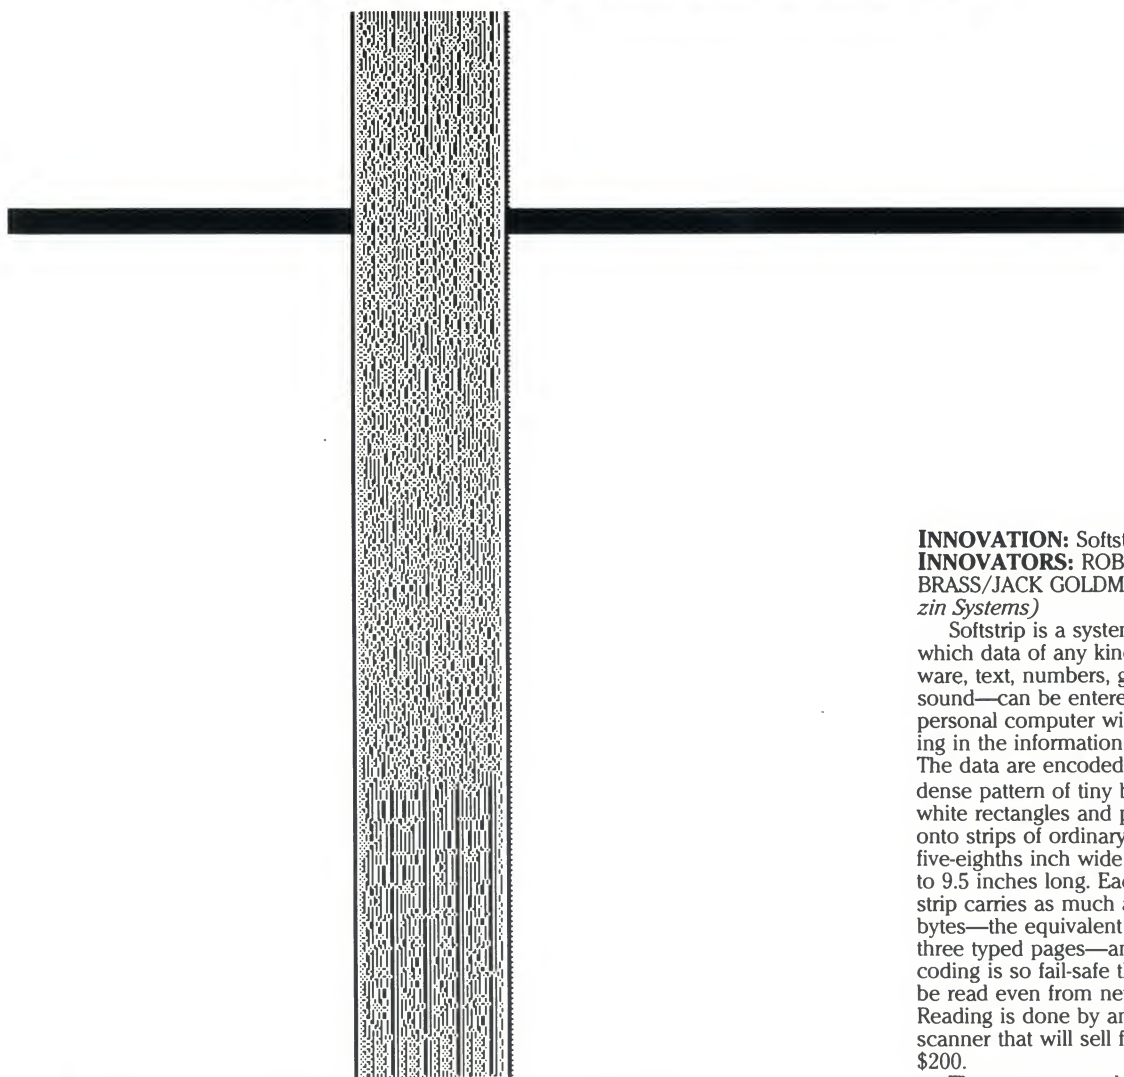 INNOVATION: Softst
INNOVATORS: ROB
BRASS/JACK GOLDM
zin Systems)
Softstrip is a syster
which data of any kin
ware, text, numbers, g
sound—can be entere
personal computer wi
ing in the information
The data are encoded
dense pattern of tiny b
white rectangles and p
onto strips of ordinary
five-eighths inch wide
to 9.5 inches long. Eac
strip carries as much a
bytes—the equivalent
three typed pages—an
coding is so fail-safe t
be read even from ne
Reading is done by an
scanner that will sell f
$200.